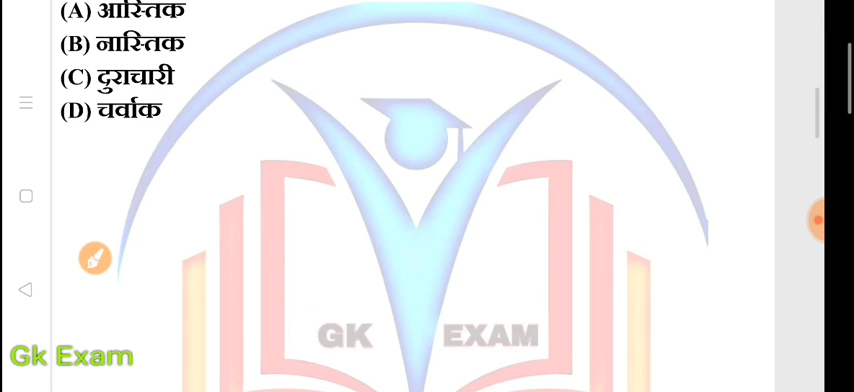 (A) आस्तिक
(B) नास्तिक
(C) दुराचारी
(D) चर्वाक
GK EXAM
Gk Exam